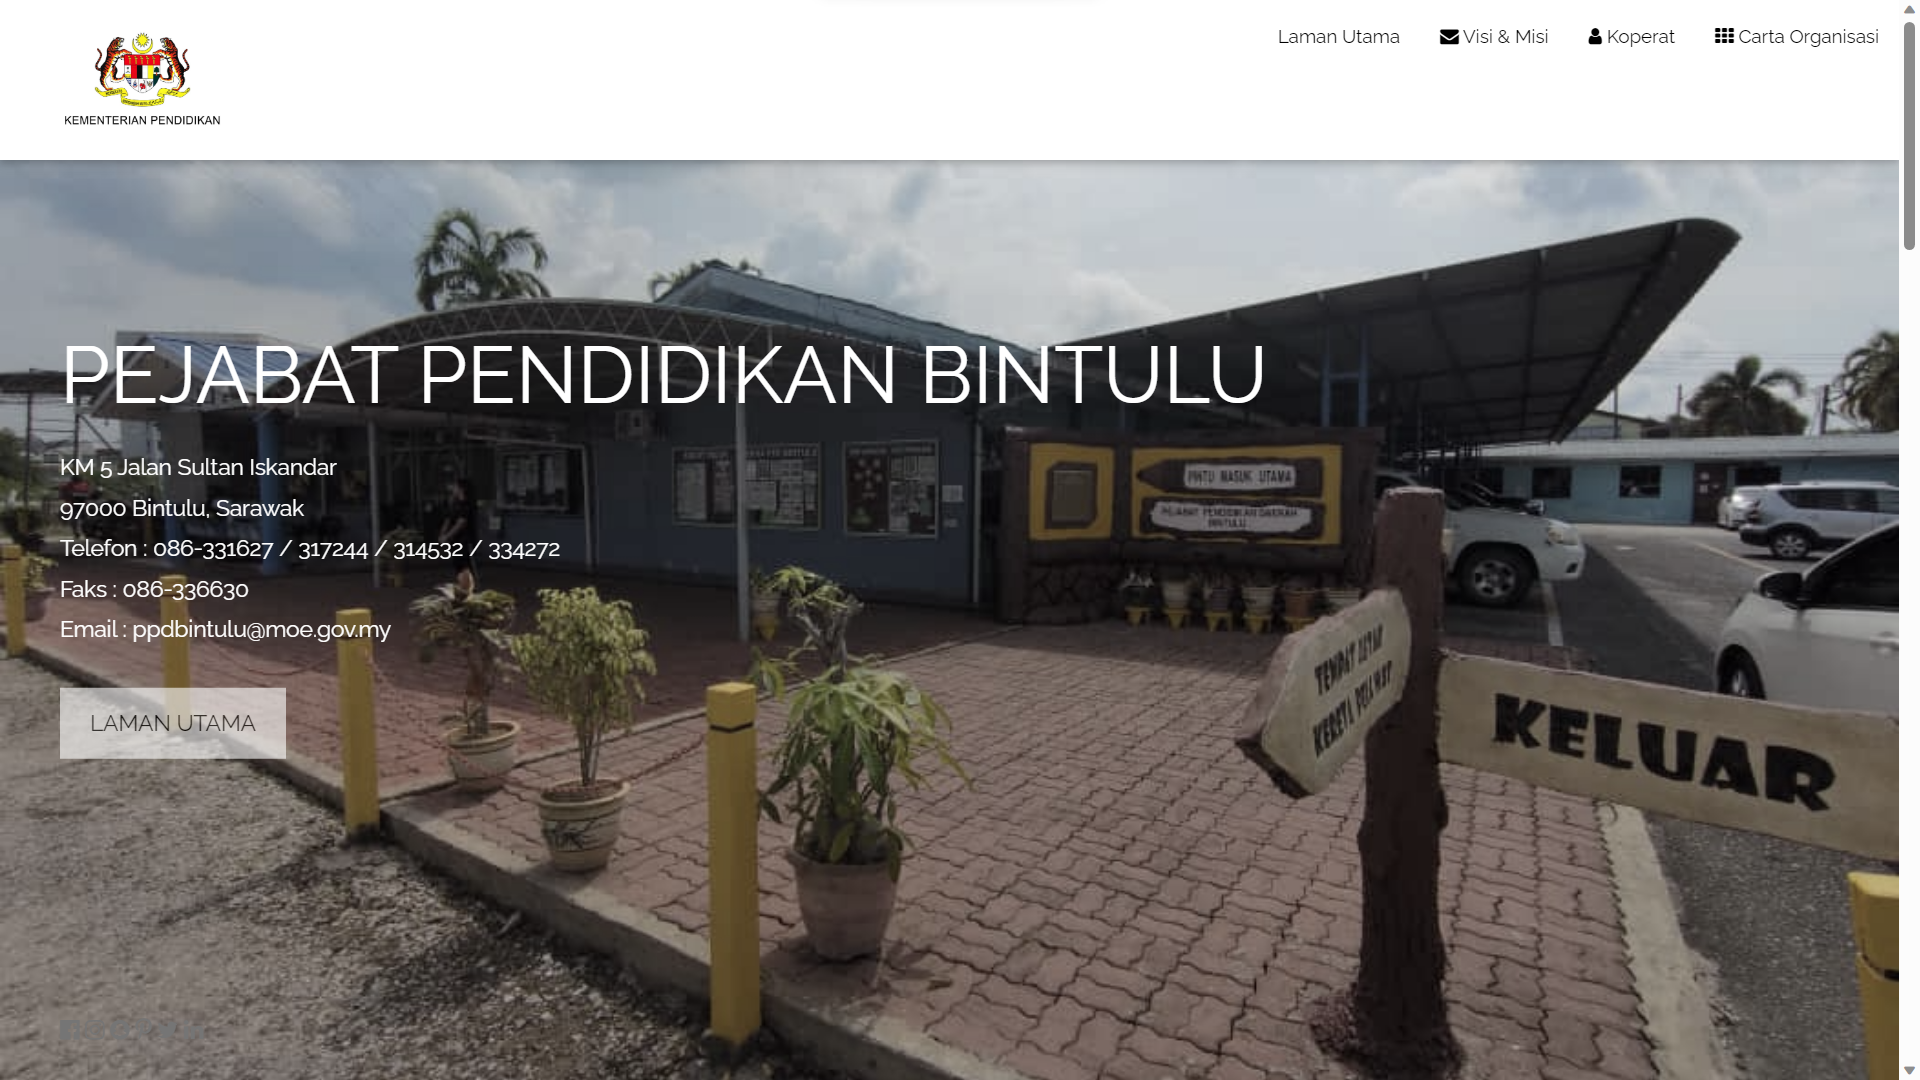 Laman Utama
Visi & Misi
Koperat
Carta Organisasi
KEMENTERIAN PENDIDIKAN
PEJABAT PENDIDIKAN BINTULU
KM 5 Jalan Sultan Iskandar
97000 Bintulu, Sarawak
Telefon : 086-331627 / 317244 / 314532 / 334272
Faks : 086-336630
Email : ppdbintulu@moe.gov.my
LAMAN UTAMA
PINTU MASUK UTAMA
PEJABAT PENDIDIKAN DAERAH
BINTULU
TEMPAT LETAK
KERETA PELAWAT
KELUAR